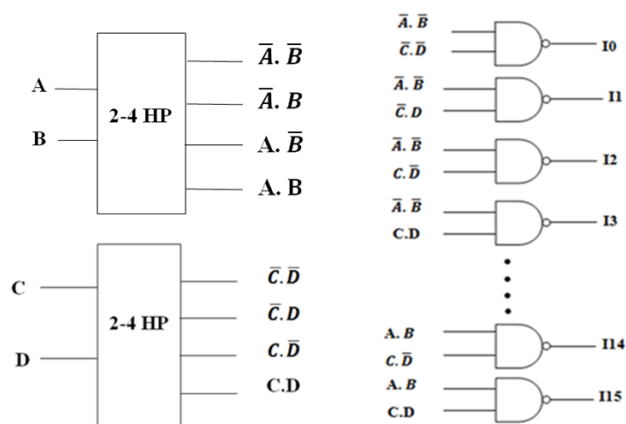 A
B
2-4 HP
A̅. B̅
A̅. B
A. B̅
A. B
C
D
2-4 HP
C̅. D̅
C̅. D
C. D̅
C.D
A̅. B̅
C̅. D̅
I0
A̅. B̅
C̅. D
I1
A̅. B̅
C. D̅
I2
A̅. B̅
C.D
I3
A. B
C. D̅
I14
A. B
C.D
I15